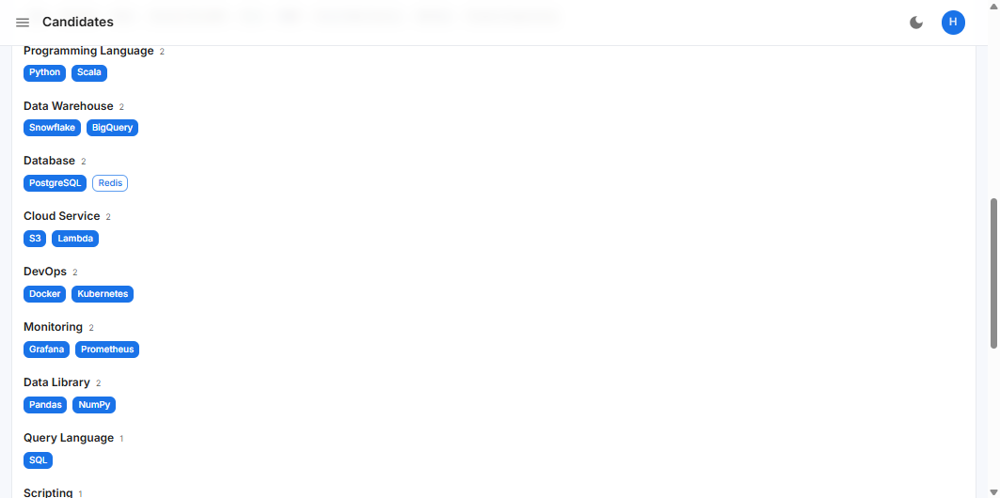 Candidates
H
Programming Language 2
Python Scala
Data Warehouse 2
Snowflake BigQuery
Database 2
PostgreSQL Redis
Cloud Service 2
S3 Lambda
DevOps 2
Docker Kubernetes
Monitoring 2
Grafana Prometheus
Data Library 2
Pandas NumPy
Query Language 1
SQL
Scripting 1